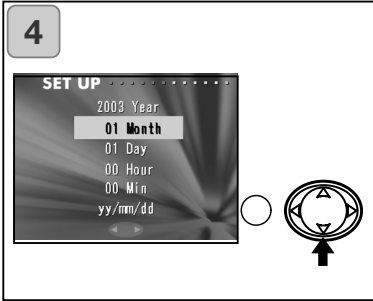 4
SET UP
2003 Year
01 Month
01 Day
00 Hour
00 Min
yy/mm/dd